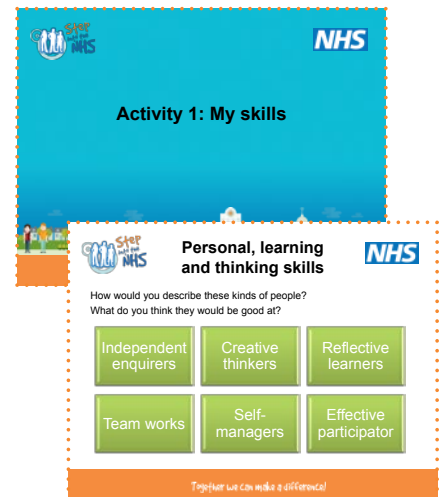 Step
into the
NHS
NHS
Activity 1: My skills
Step
into the
NHS
Personal, learning
and thinking skills
NHS
How would you describe these kinds of people?
What do you think they would be good at?
Independent
enquirers
Creative
thinkers
Reflective
learners
Team works
Self-
managers
Effective
participator
Together we can make a difference!